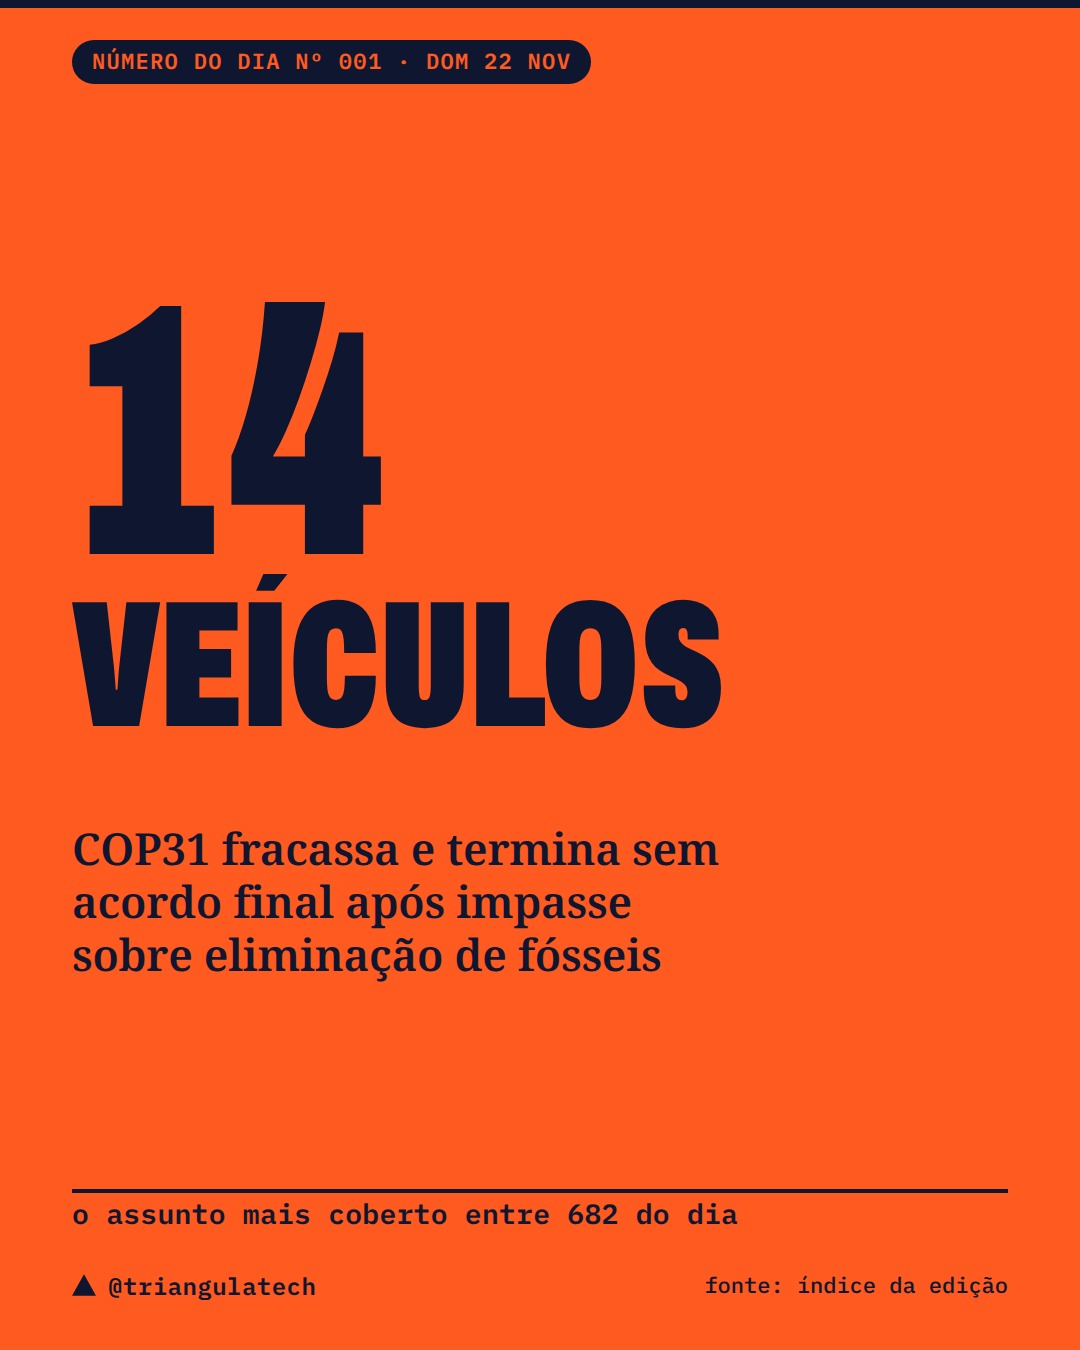 NÚMERO DO DIA Nº 001 · DOM 22 NOV
14
VEÍCULOS
COP31 fracassa e termina sem
acordo final após impasse
sobre eliminação de fósseis
o assunto mais coberto entre 682 do dia
@triangulatech
fonte: índice da edição